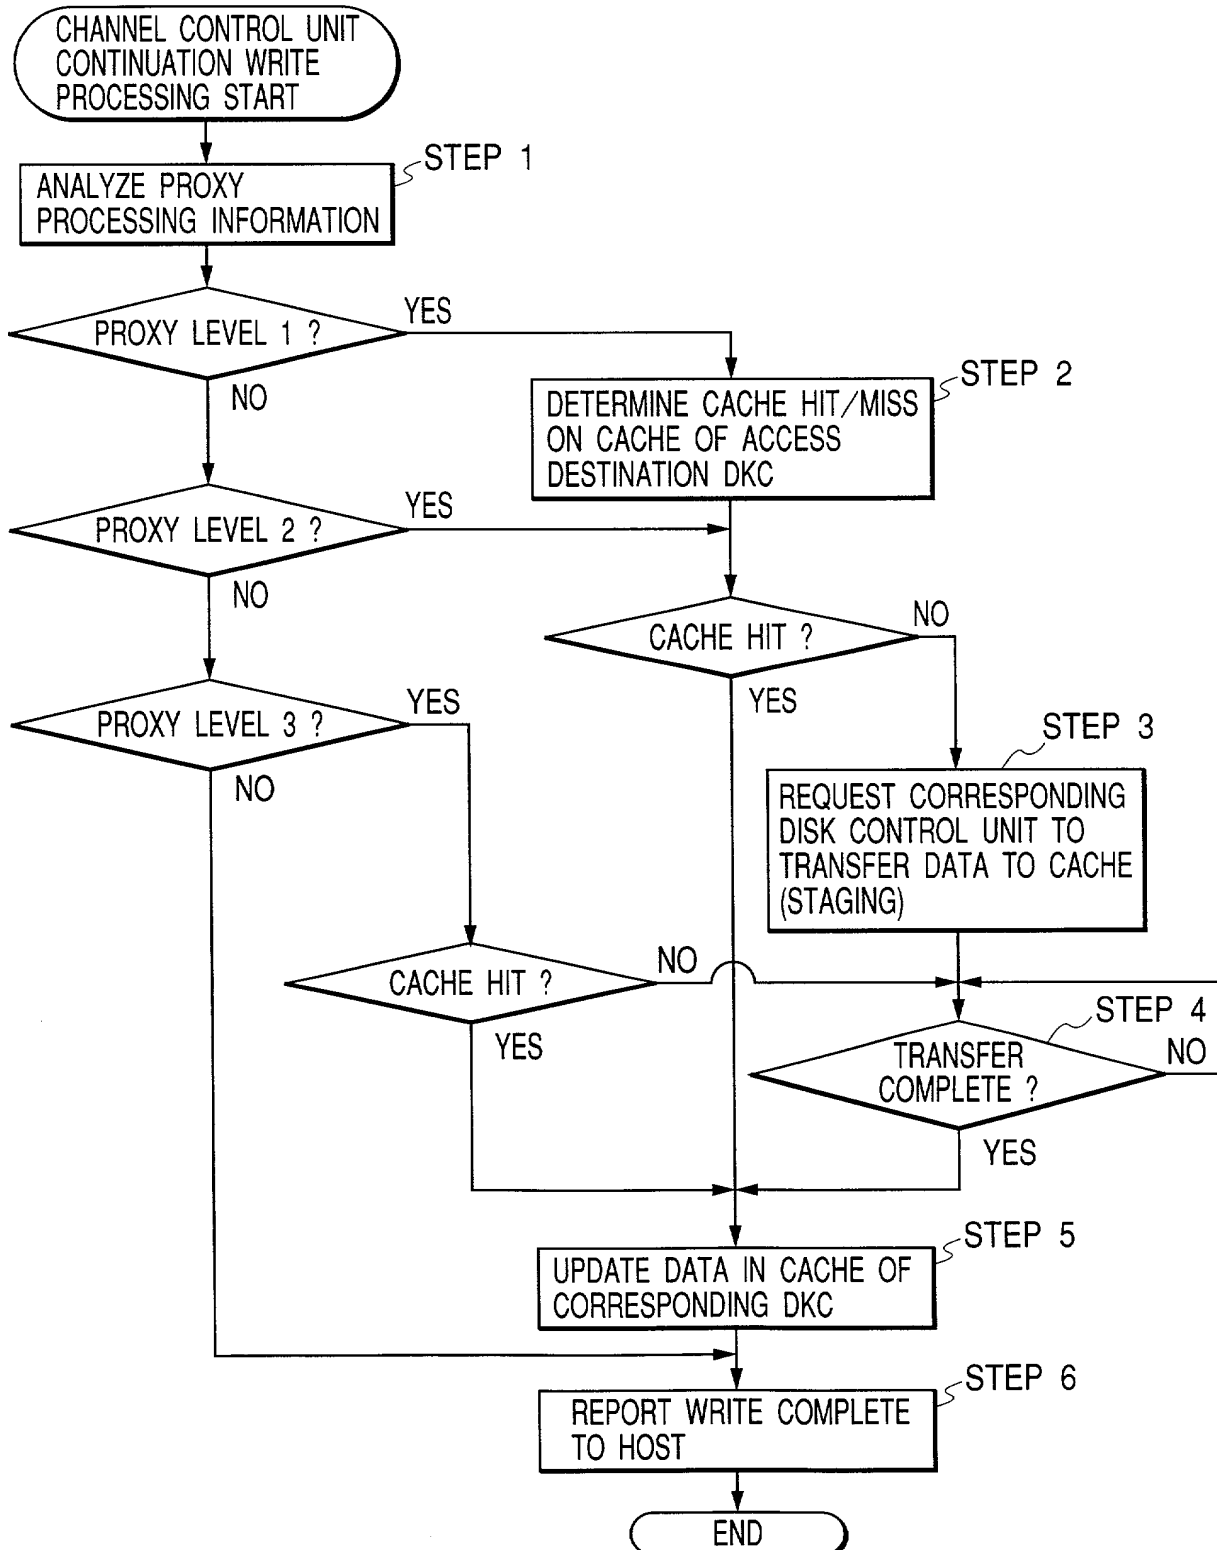 CHANNEL CONTROL UNIT
CONTINUATION WRITE
PROCESSING START
STEP 1
ANALYZE PROXY
PROCESSING INFORMATION
PROXY LEVEL 1 ?
YES
NO
STEP 2
DETERMINE CACHE HIT/MISS
ON CACHE OF ACCESS
DESTINATION DKC
PROXY LEVEL 2 ?
YES
NO
CACHE HIT ?
NO
YES
PROXY LEVEL 3 ?
YES
NO
STEP 3
REQUEST CORRESPONDING
DISK CONTROL UNIT TO
TRANSFER DATA TO CACHE
(STAGING)
CACHE HIT ?
NO
YES
STEP 4
TRANSFER
COMPLETE ?
NO
YES
STEP 5
UPDATE DATA IN CACHE OF
CORRESPONDING DKC
STEP 6
REPORT WRITE COMPLETE
TO HOST
END